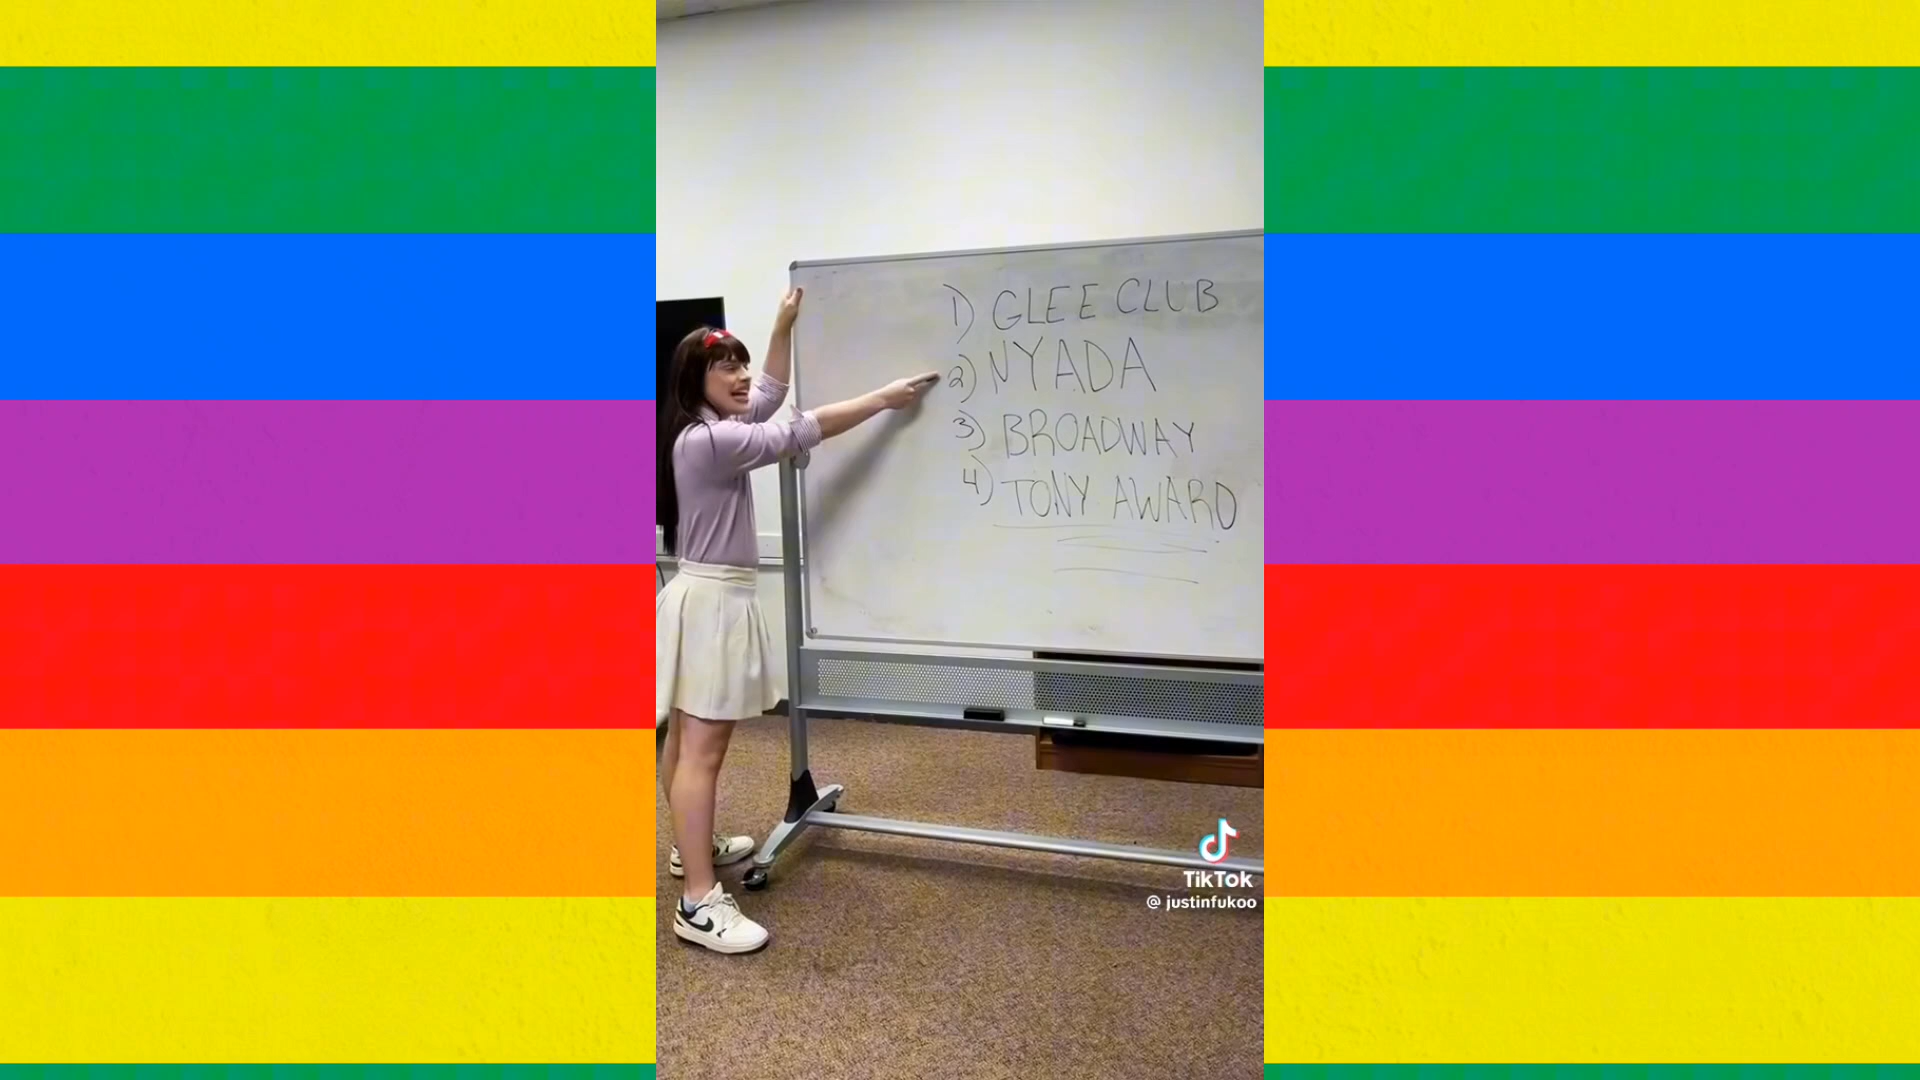 1) GLEE CLUB
2) NYADA
3) BROADWAY
4) TONY AWARD
TikTok
@ justinfukoo